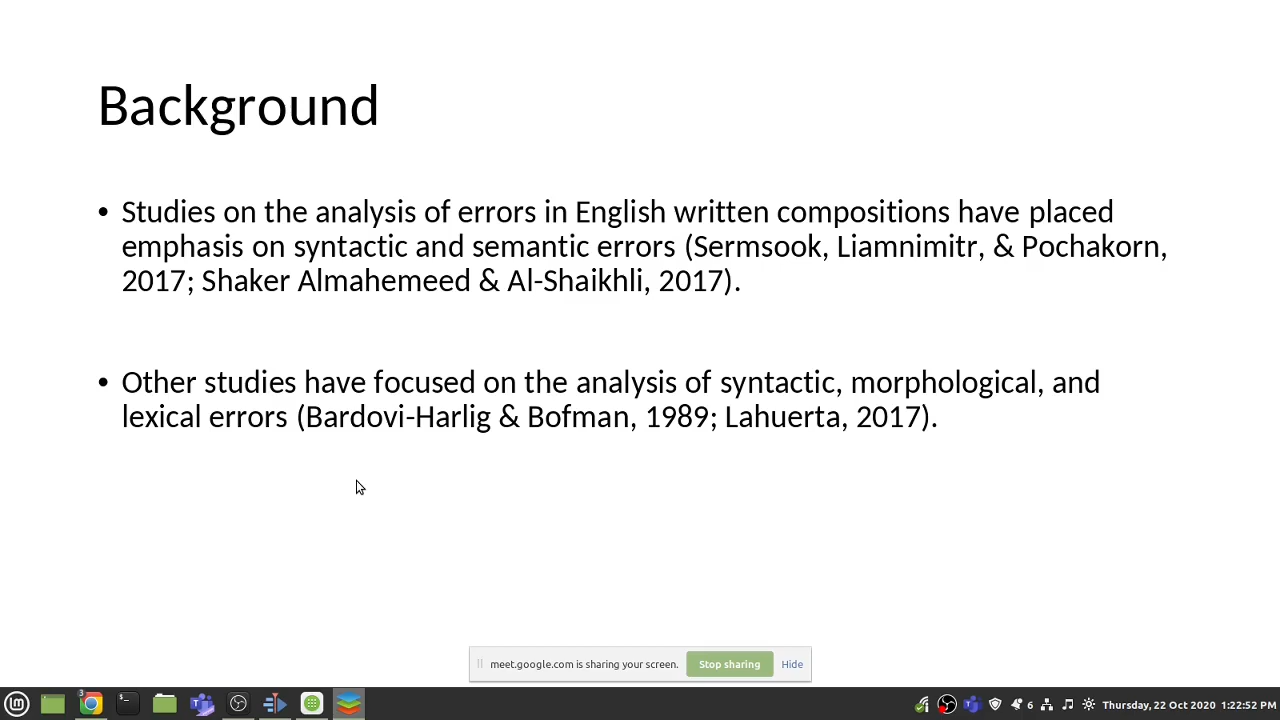 Background
• Studies on the analysis of errors in English written compositions have placed
emphasis on syntactic and semantic errors (Sermsook, Liamnimitr, & Pochakorn,
2017; Shaker Almahemeed & Al-Shaikhli, 2017).
• Other studies have focused on the analysis of syntactic, morphological, and
lexical errors (Bardovi-Harlig & Bofman, 1989; Lahuerta, 2017).
meet.google.com is sharing your screen. Stop sharing Hide
3
6 Thursday, 22 Oct 2020 1:22:52 PM